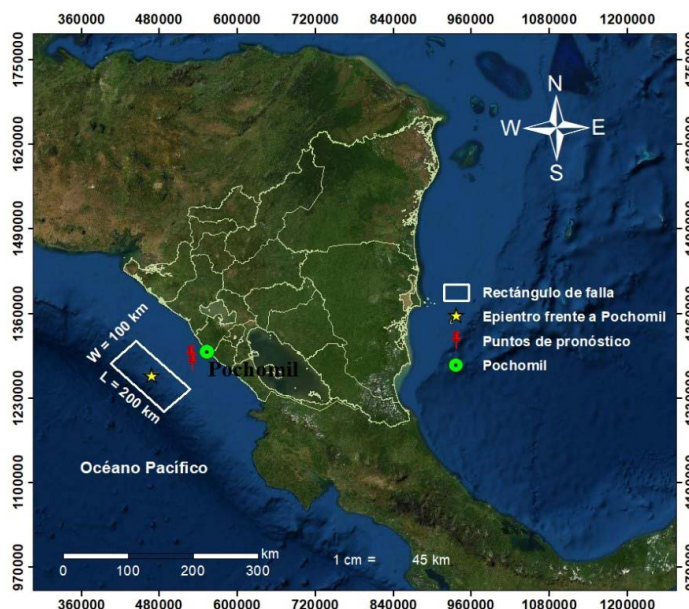 360000 480000 600000 720000 840000 960000 1080000 1200000
1750000
1620000
1490000
1360000
1230000
1100000
970000
N
W E
S
Rectángulo de falla
Epientro frente a Pochomil
Puntos de pronóstico
Pochomil
W = 100 km
L = 200 km
Pochomil
Océano Pacífico
km
0 100 200 300
1 cm = 45 km
360000 480000 600000 720000 840000 960000 1080000 1200000